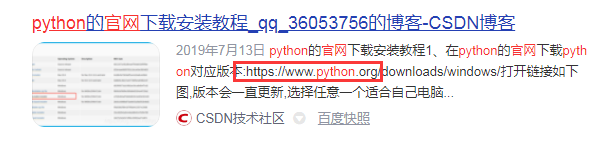 python的官网下载安装教程_qq_36053756的博客-CSDN博客
2019年7月13日 python的官网下载安装教程1、在python的官网下载pyth
on对应版本:https://www.python.org/downloads/windows/打开链接如下
图,版本会一直更新,选择任意一个适合自己电脑...
CSDN技术社区 百度快照